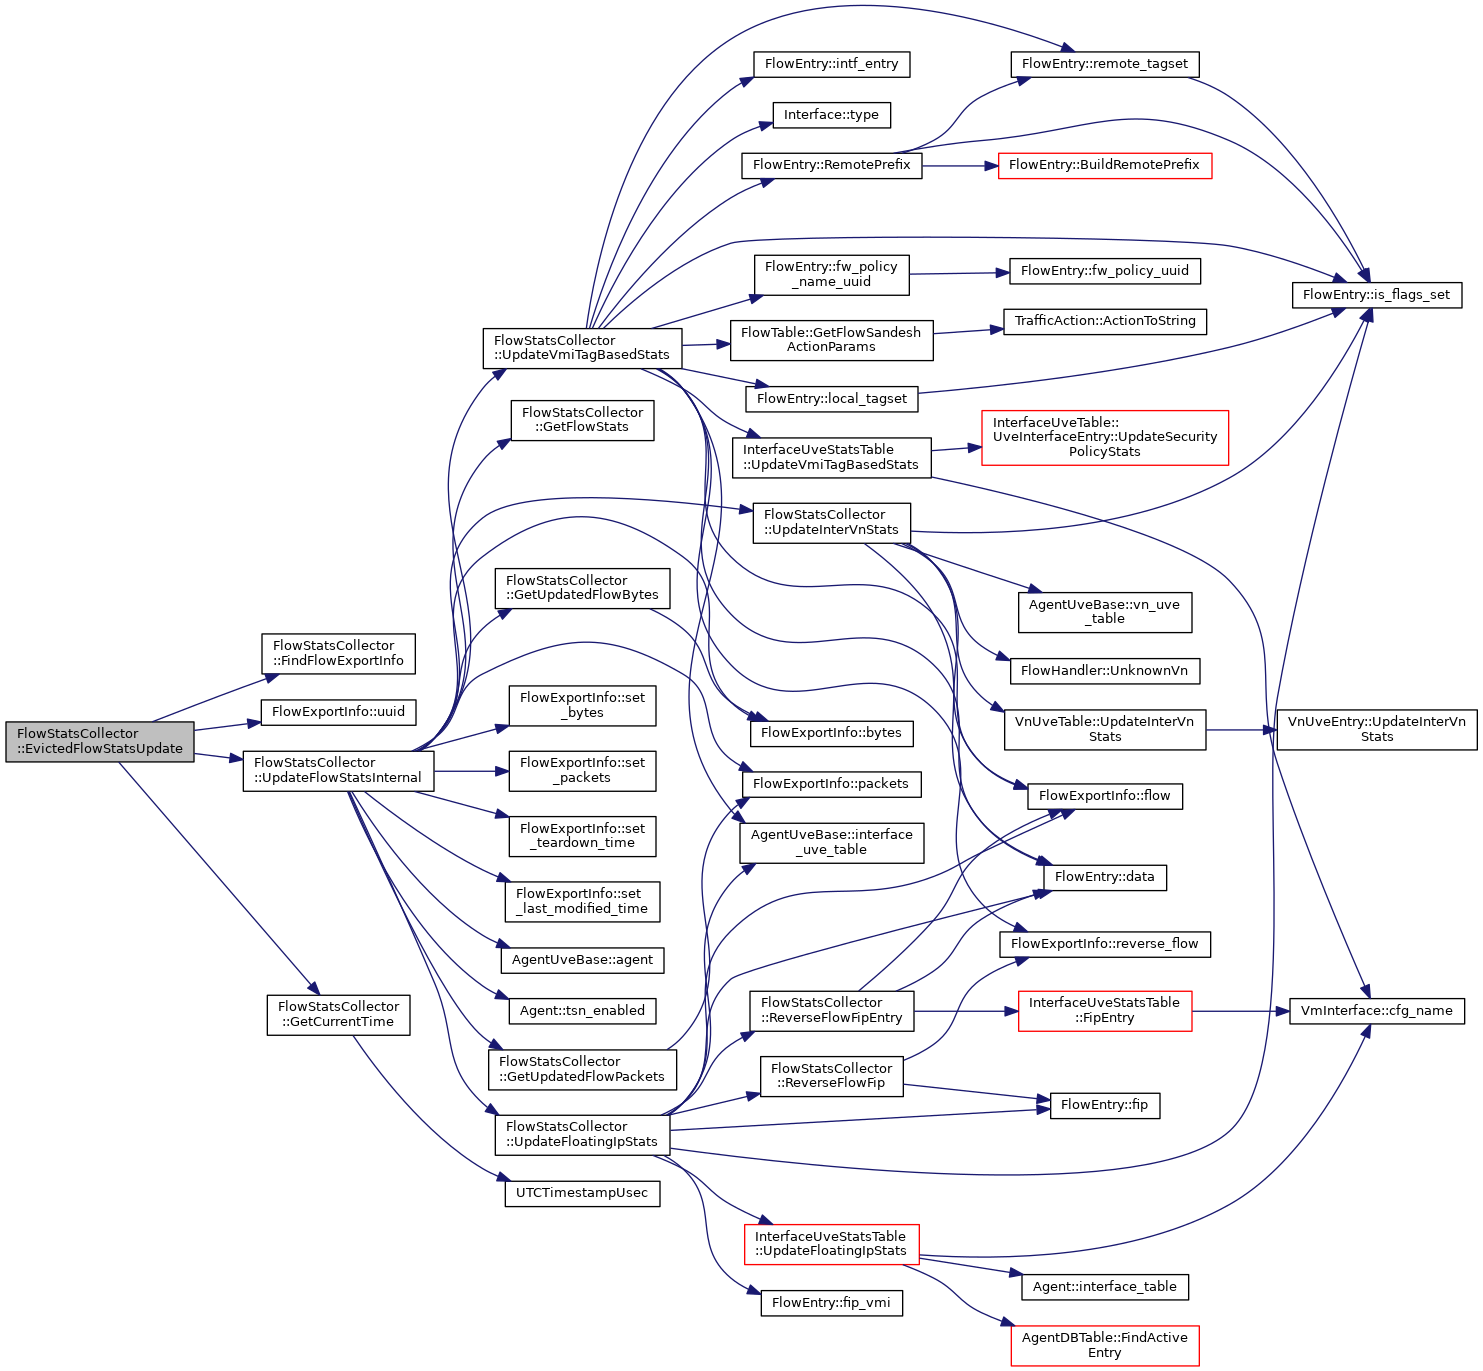 FlowStatsCollector
::EvictedFlowStatsUpdate
FlowStatsCollector
::FindFlowExportInfo
FlowExportInfo::uuid
FlowStatsCollector
::UpdateFlowStatsInternal
FlowStatsCollector
::GetCurrentTime
FlowStatsCollector
::UpdateVmiTagBasedStats
FlowStatsCollector
::GetFlowStats
FlowStatsCollector
::GetUpdatedFlowBytes
FlowExportInfo::set
_bytes
FlowExportInfo::set
_packets
FlowExportInfo::set
_teardown_time
FlowExportInfo::set
_last_modified_time
AgentUveBase::agent
Agent::tsn_enabled
FlowStatsCollector
::GetUpdatedFlowPackets
FlowStatsCollector
::UpdateFloatingIpStats
UTCTimestampUsec
FlowEntry::intf_entry
Interface::type
FlowEntry::RemotePrefix
FlowEntry::fw_policy
_name_uuid
FlowTable::GetFlowSandesh
ActionParams
FlowEntry::local_tagset
InterfaceUveStatsTable
::UpdateVmiTagBasedStats
FlowStatsCollector
::UpdateInterVnStats
FlowExportInfo::bytes
FlowExportInfo::packets
AgentUveBase::interface
_uve_table
FlowStatsCollector
::ReverseFlowFipEntry
FlowStatsCollector
::ReverseFlowFip
InterfaceUveStatsTable
::UpdateFloatingIpStats
FlowEntry::fip_vmi
FlowEntry::remote_tagset
FlowEntry::BuildRemotePrefix
FlowEntry::fw_policy_uuid
TrafficAction::ActionToString
InterfaceUveTable::
UveInterfaceEntry::UpdateSecurity
PolicyStats
AgentUveBase::vn_uve
_table
FlowHandler::UnknownVn
VnUveTable::UpdateInterVn
Stats
FlowExportInfo::flow
FlowEntry::data
FlowExportInfo::reverse_flow
InterfaceUveStatsTable
::FipEntry
FlowEntry::fip
Agent::interface_table
AgentDBTable::FindActive
Entry
FlowEntry::is_flags_set
VnUveEntry::UpdateInterVn
Stats
VmInterface::cfg_name